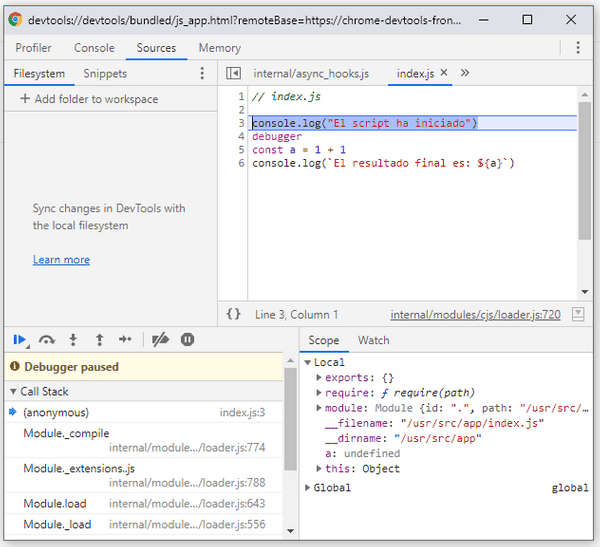 devtools://devtools/bundled/js_app.html?remoteBase=https://chrome-devtools-fron...
Profiler Console Sources Memory
Filesystem Snippets
+ Add folder to workspace
Sync changes in DevTools with
the local filesystem
Learn more
internal/async_hooks.js index.js × »
1 // index.js
2
3 console.log("El script ha iniciado")
4 debugger
5 const a = 1 + 1
6 console.log(`El resultado final es: ${a}`)
{} Line 3, Column 1 internal/modules/cjs/loader.js:720
Debugger paused
Call Stack
(anonymous) index.js:3
Module._compile
internal/module…/loader.js:774
Module._extensions..js
internal/module…/loader.js:788
Module.load internal/module…/loader.js:643
Module._load internal/module…/loader.js:556
Scope Watch
Local
exports: {}
require: ƒ require(path)
module: Module {id: ".", path: "/usr/src/…
__filename: "/usr/src/app/index.js"
__dirname: "/usr/src/app"
a: undefined
this: Object
Global global